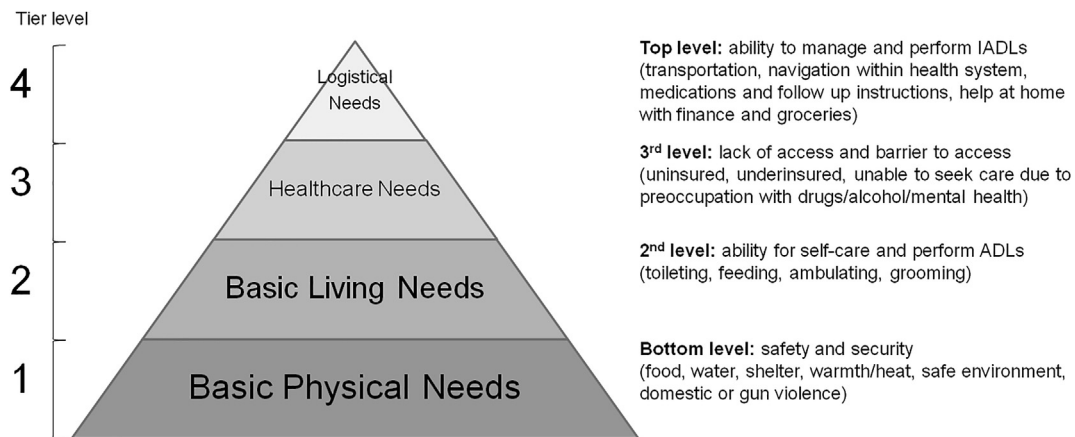 Tier level
4
Logistical
Needs
Top level: ability to manage and perform IADLs
(transportation, navigation within health system,
medications and follow up instructions, help at home
with finance and groceries)
3
Healthcare Needs
3rd level: lack of access and barrier to access
(uninsured, underinsured, unable to seek care due to
preoccupation with drugs/alcohol/mental health)
2
Basic Living Needs
2nd level: ability for self-care and perform ADLs
(toileting, feeding, ambulating, grooming)
1
Basic Physical Needs
Bottom level: safety and security
(food, water, shelter, warmth/heat, safe environment,
domestic or gun violence)